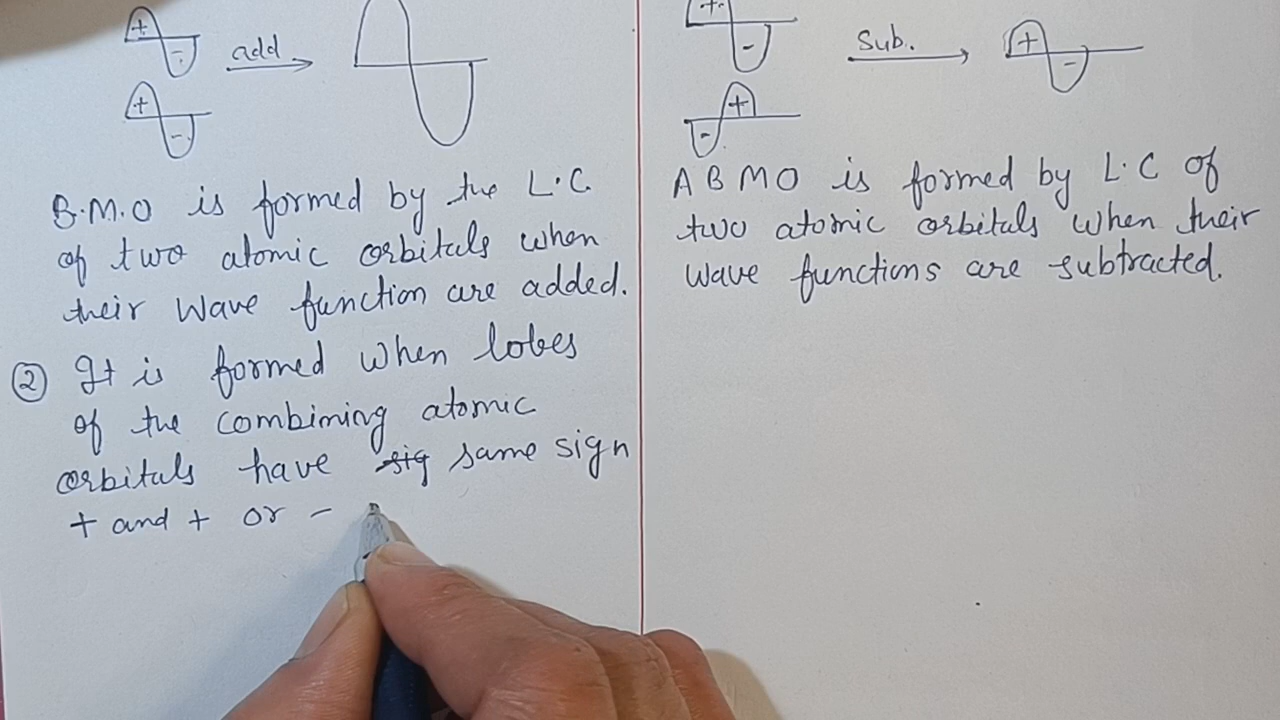 +
-
add
+
-
B.M.O is formed by the L.C.
of two atomic orbitals when
their wave function are added.
② It is formed when lobes
of the combining atomic
orbitals have sig same sign
+ and + or -
+
-
Sub.
+
-
+
-
ABMO is formed by L.C of
two atomic orbitals when their
wave functions are subtracted.